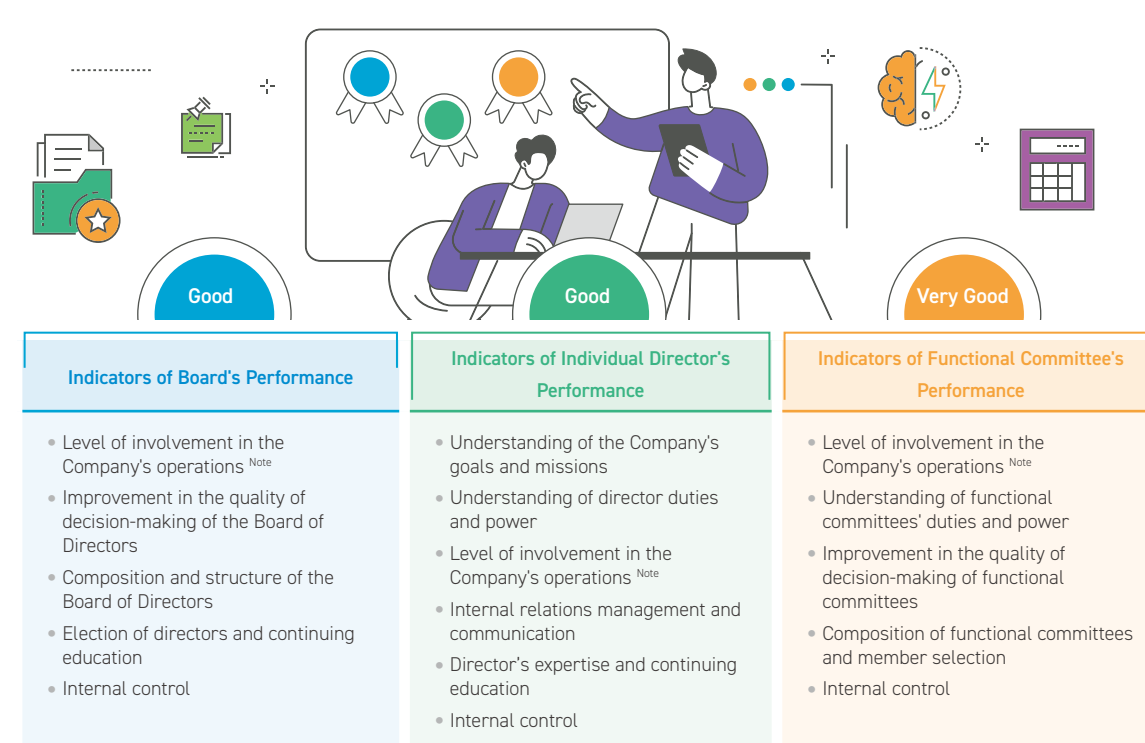 Good
Indicators of Board's Performance
Level of involvement in the
Company's operations Note
Improvement in the quality of
decision-making of the Board of
Directors
Composition and structure of the
Board of Directors
Election of directors and continuing
education
Internal control
Good
Indicators of Individual Director's
Performance
Understanding of the Company's
goals and missions
Understanding of director duties
and power
Level of involvement in the
Company's operations Note
Internal relations management and
communication
Director's expertise and continuing
education
Internal control
Very Good
Indicators of Functional Committee's
Performance
Level of involvement in the
Company's operations Note
Understanding of functional
committees' duties and power
Improvement in the quality of
decision-making of functional
committees
Composition of functional committees
and member selection
Internal control